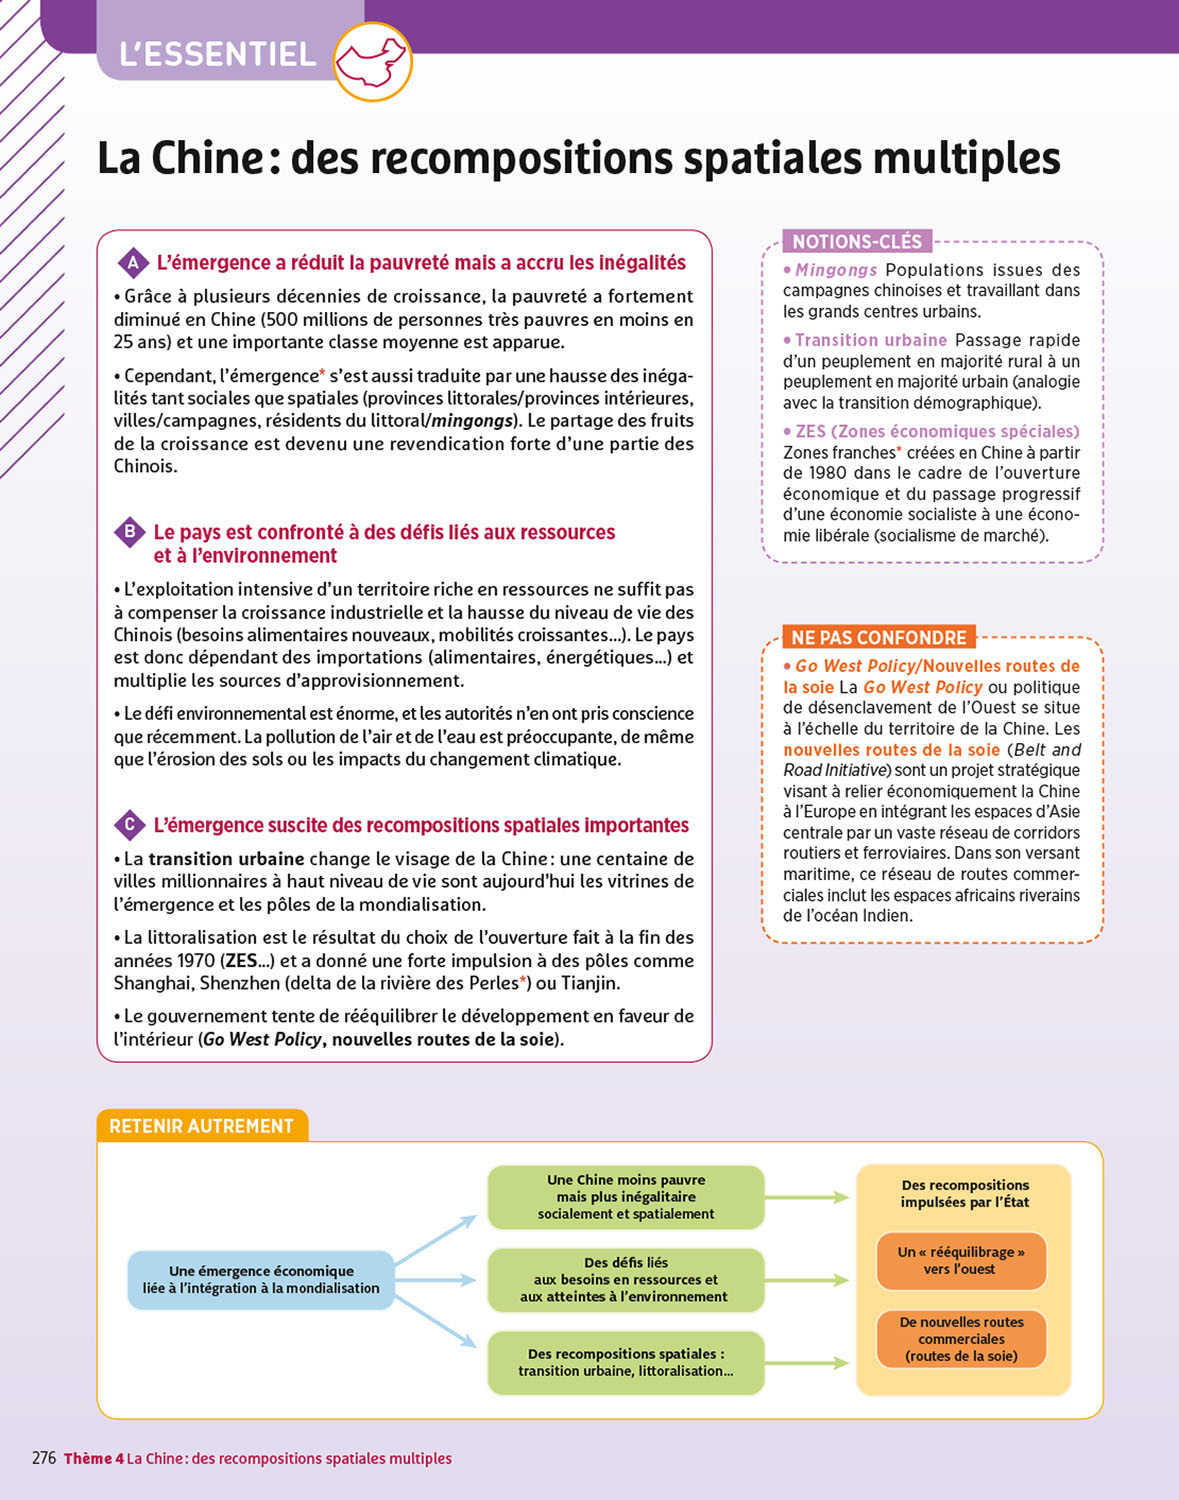 L'ESSENTIEL
La Chine : des recompositions spatiales multiples
A L'émergence a réduit la pauvreté mais a accru les inégalités
• Grâce à plusieurs décennies de croissance, la pauvreté a fortement
diminué en Chine (500 millions de personnes très pauvres en moins en
25 ans) et une importante classe moyenne est apparue.
• Cependant, l'émergence* s'est aussi traduite par une hausse des inéga-
lités tant sociales que spatiales (provinces littorales/provinces intérieures,
villes/campagnes, résidents du littoral/mingongs). Le partage des fruits
de la croissance est devenu une revendication forte d'une partie des
Chinois.
B Le pays est confronté à des défis liés aux ressources
et à l'environnement
• L'exploitation intensive d'un territoire riche en ressources ne suffit pas
à compenser la croissance industrielle et la hausse du niveau de vie des
Chinois (besoins alimentaires nouveaux, mobilités croissantes...). Le pays
est donc dépendant des importations (alimentaires, énergétiques...) et
multiplie les sources d'approvisionnement.
• Le défi environnemental est énorme, et les autorités n'en ont pris conscience
que récemment. La pollution de l'air et de l'eau est préoccupante, de même
que l'érosion des sols ou les impacts du changement climatique.
C L'émergence suscite des recompositions spatiales importantes
• La transition urbaine change le visage de la Chine : une centaine de
villes millionnaires à haut niveau de vie sont aujourd'hui les vitrines de
l'émergence et les pôles de la mondialisation.
• La littoralisation est le résultat du choix de l'ouverture fait à la fin des
années 1970 (ZES...) et a donné une forte impulsion à des pôles comme
Shanghai, Shenzhen (delta de la rivière des Perles*) ou Tianjin.
• Le gouvernement tente de rééquilibrer le développement en faveur de
l'intérieur (Go West Policy, nouvelles routes de la soie).
NOTIONS-CLÉS
• Mingongs Populations issues des
campagnes chinoises et travaillant dans
les grands centres urbains.
• Transition urbaine Passage rapide
d'un peuplement en majorité rural à un
peuplement en majorité urbain (analogie
avec la transition démographique).
• ZES (Zones économiques spéciales)
Zones franches* créées en Chine à partir
de 1980 dans le cadre de l'ouverture
économique et du passage progressif
d'une économie socialiste à une écono-
mie libérale (socialisme de marché).
NE PAS CONFONDRE
• Go West Policy/Nouvelles routes de
la soie La Go West Policy ou politique
de désenclavement de l'Ouest se situe
à l'échelle du territoire de la Chine. Les
nouvelles routes de la soie (Belt and
Road Initiative) sont un projet stratégique
visant à relier économiquement la Chine
à l'Europe en intégrant les espaces d'Asie
centrale par un vaste réseau de corridors
routiers et ferroviaires. Dans son versant
maritime, ce réseau de routes commer-
ciales inclut les espaces africains riverains
de l'océan Indien.
RETENIR AUTREMENT
Une émergence économique
liée à l'intégration à la mondialisation
Une Chine moins pauvre
mais plus inégalitaire
socialement et spatialement
Des défis liés
aux besoins en ressources et
aux atteintes à l'environnement
Des recompositions spatiales :
transition urbaine, littoralisation...
Des recompositions
impulsées par l'État
Un « rééquilibrage »
vers l'ouest
De nouvelles routes
commerciales
(routes de la soie)
276 Thème 4 La Chine : des recompositions spatiales multiples